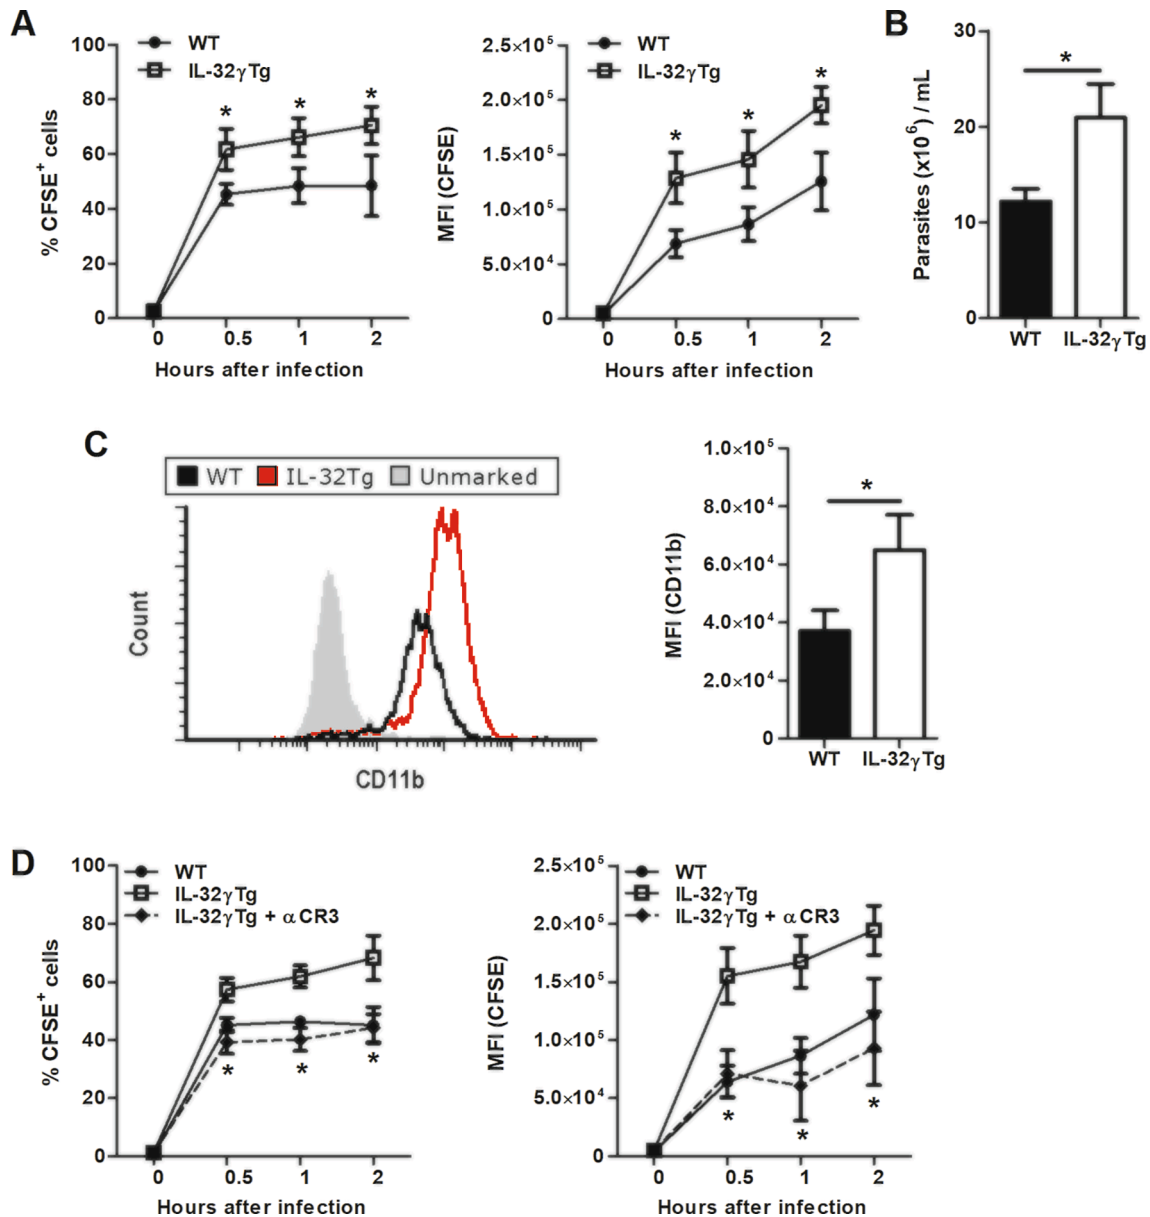 A
WT
IL-32γTg
% CFSE⁺ cells
100
80
60
40
20
0
* * *
0 0.5 1 2
Hours after infection
WT
IL-32γTg
MFI (CFSE)
2.5×10⁵
2.0×10⁵
1.5×10⁵
1.0×10⁵
5.0×10⁴
0
* * *
0 0.5 1 2
Hours after infection
B
Parasites (x10⁶) / mL
30
20
10
0
*
WT IL-32γTg
C
WT IL-32Tg Unmarked
Count
CD11b
MFI (CD11b)
1.0×10⁵
8.0×10⁴
6.0×10⁴
4.0×10⁴
2.0×10⁴
0
*
WT IL-32γTg
D
WT
IL-32γTg
IL-32γTg + αCR3
% CFSE⁺ cells
100
80
60
40
20
0
* * *
0 0.5 1 2
Hours after infection
WT
IL-32γTg
IL-32γTg + αCR3
MFI (CFSE)
2.5×10⁵
2.0×10⁵
1.5×10⁵
1.0×10⁵
5.0×10⁴
0
* * *
0 0.5 1 2
Hours after infection